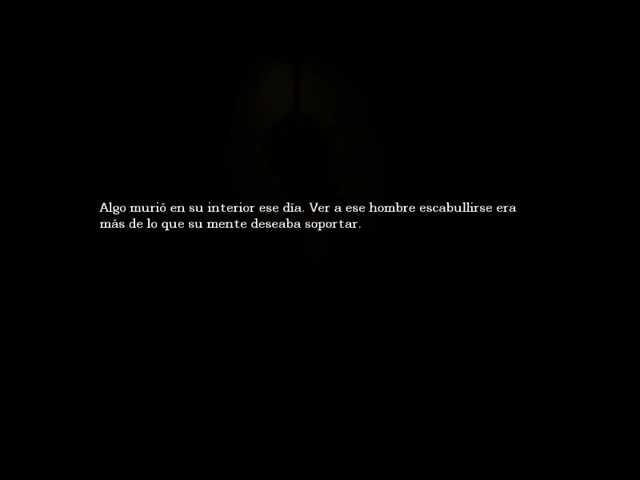 Algo murió en su interior ese día. Ver a ese hombre escabullirse era
más de lo que su mente deseaba soportar.